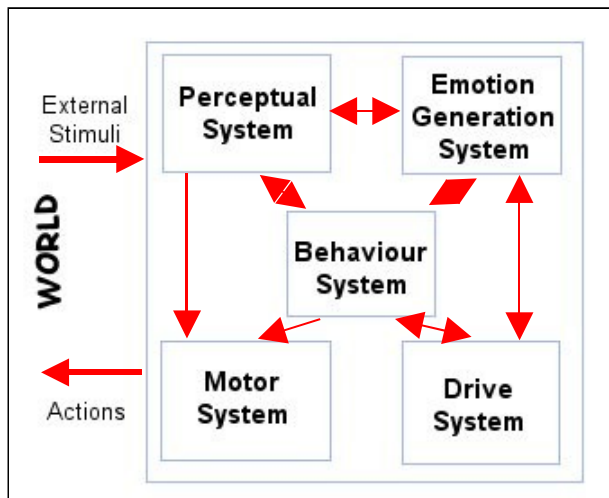 External
Stimuli
WORLD
Actions
Perceptual
System
Emotion
Generation
System
Behaviour
System
Motor
System
Drive
System